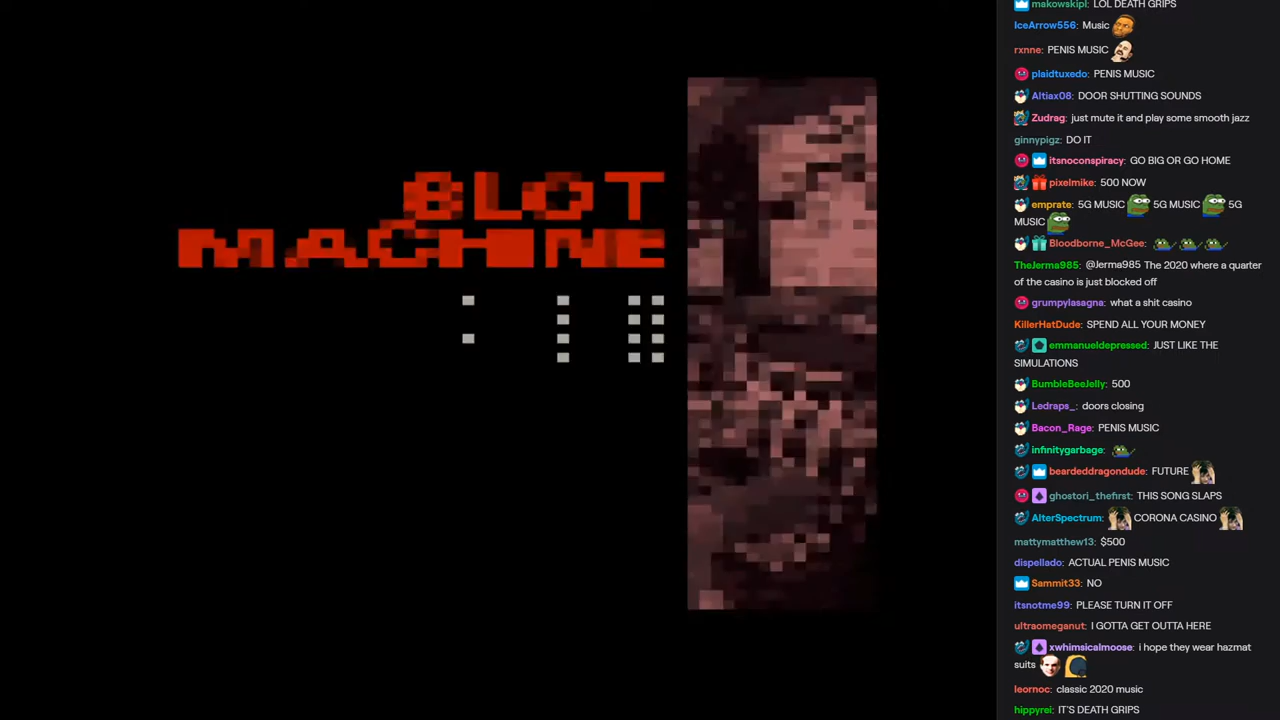 BLOT
MACHINE
makowskipl: LOL DEATH GRIPS
IceArrow556: Music
rxnne: PENIS MUSIC
plaidtuxedo: PENIS MUSIC
Altiax08: DOOR SHUTTING SOUNDS
Zudrag: just mute it and play some smooth jazz
ginnypigz: DO IT
itsnoconspiracy: GO BIG OR GO HOME
pixelmike: 500 NOW
emprate: 5G MUSIC 5G MUSIC 5G
MUSIC
Bloodborne_McGee:
TheJerma985: @Jerma985 The 2020 where a quarter
of the casino is just blocked off
grumpylasagna: what a shit casino
KillerHatDude: SPEND ALL YOUR MONEY
emmanueldepressed: JUST LIKE THE
SIMULATIONS
BumbleBeeJelly: 500
Ledraps_: doors closing
Bacon_Rage: PENIS MUSIC
infinitygarbage:
beardeddragondude: FUTURE
ghostori_thefirst: THIS SONG SLAPS
AlterSpectrum: CORONA CASINO
mattymatthew13: $500
dispellado: ACTUAL PENIS MUSIC
Sammit33: NO
itsnotme99: PLEASE TURN IT OFF
ultraomeganut: I GOTTA GET OUTTA HERE
xwhimsicalmoose: i hope they wear hazmat
suits
leornoc: classic 2020 music
hippyrei: IT'S DEATH GRIPS